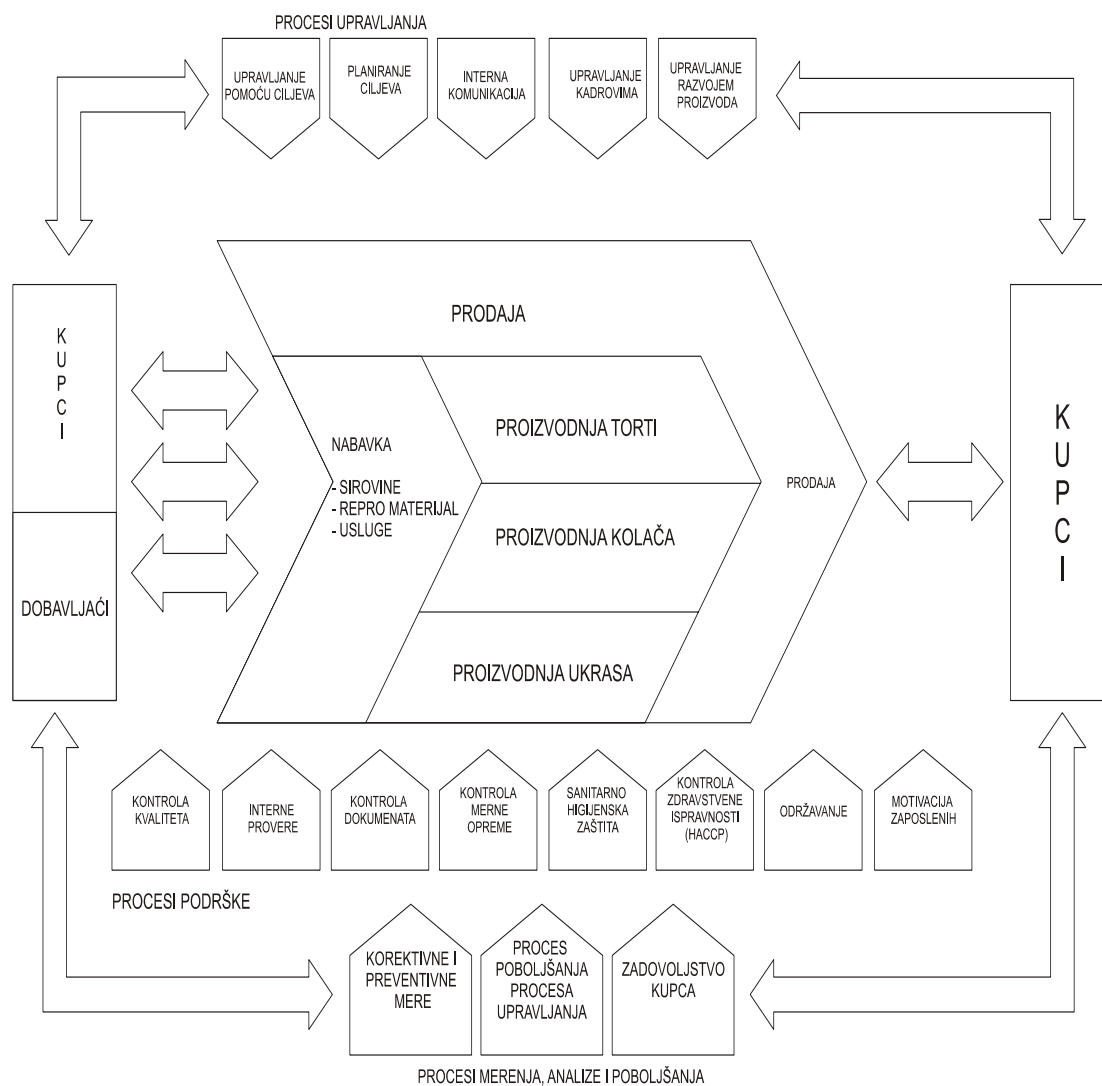 PROCESI UPRAVLJANJA
UPRAVLJANJE
POMOĆU CILJEVA
PLANIRANJE
CILJEVA
INTERNA
KOMUNIKACIJA
UPRAVLJANJE
KADROVIMA
UPRAVLJANJE
RAZVOJEM
PROIZVODA
K
U
P
C
I
DOBAVLJAĆI
PRODAJA
NABAVKA
- SIROVINE
- REPRO MATERIJAL
- USLUGE
PROIZVODNJA TORTI
PROIZVODNJA KOLAČA
PROIZVODNJA UKRASA
PRODAJA
K
U
P
C
I
KONTROLA
KVALITETA
INTERNE
PROVERE
KONTROLA
DOKUMENATA
KONTROLA
MERNE
OPREME
SANITARNO
HIGIJENSKA
ZAŠTITA
KONTROLA
ZDRAVSTVENE
ISPRAVNOSTI
(HACCP)
ODRŽAVANJE
MOTIVACIJA
ZAPOSLENIH
PROCESI PODRŠKE
KOREKTIVNE I
PREVENTIVNE
MERE
PROCES
POBOLJŠANJA
PROCESA
UPRAVLJANJA
ZADOVOLJSTVO
KUPCA
PROCESI MERENJA, ANALIZE I POBOLJŠANJA